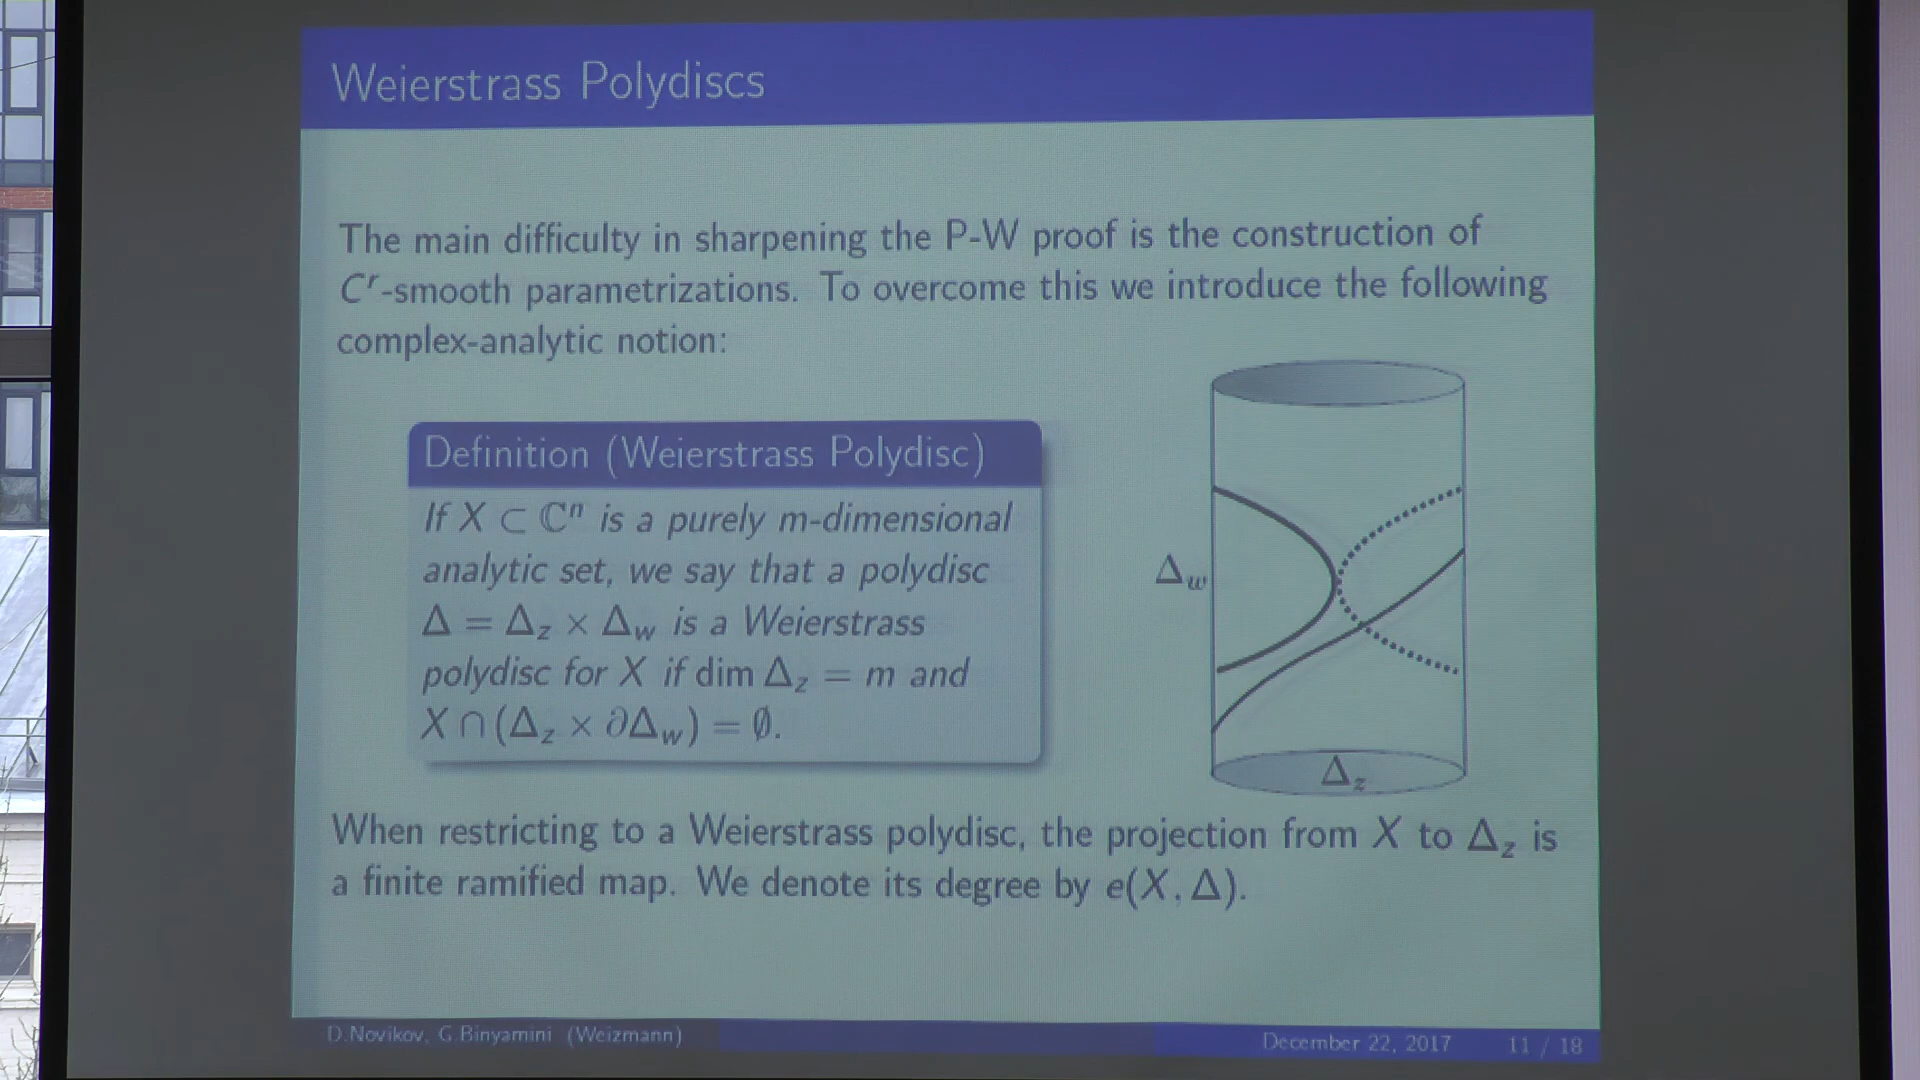 Weierstrass Polydiscs
The main difficulty in sharpening the P-W proof is the construction of
Cʳ-smooth parametrizations. To overcome this we introduce the following
complex-analytic notion:
Definition (Weierstrass Polydisc)
If X ⊂ ℂⁿ is a purely m-dimensional
analytic set, we say that a polydisc
Δ = Δ_z × Δ_w is a Weierstrass
polydisc for X if dim Δ_z = m and
X ∩ (Δ_z × ∂Δ_w) = ∅.
Δ_w
Δ_z
When restricting to a Weierstrass polydisc, the projection from X to Δ_z is
a finite ramified map. We denote its degree by e(X, Δ).
D.Novikov, G.Binyamini (Weizmann)
December 22, 2017
11 / 18